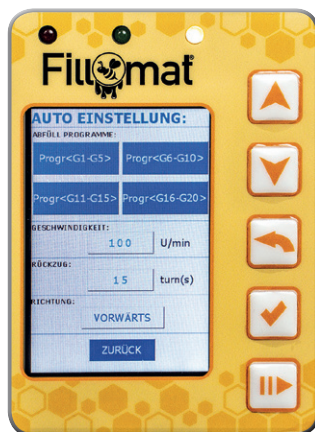 Fillomat
AUTO EINSTELLUNG:
ABFÜLL PROGRAMME:
Progr<G1-G5> Progr<G6-G10>
Progr<G11-G15> Progr<G16-G20>
GESCHWINDIGKEIT:
100 U/min
RÜCKZUG:
15 turn(s)
RICHTUNG:
VORWÄRTS
ZURÜCK